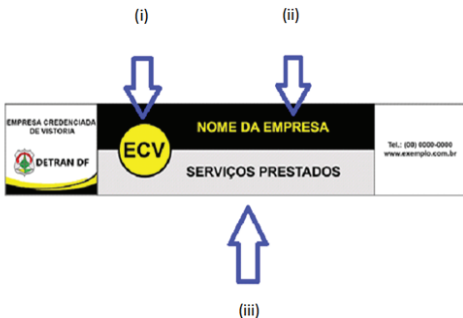 (i)
(ii)
EMPRESA CREDENCIADA
DE VISTORIA
DETRAN DF
ECV
NOME DA EMPRESA
SERVIÇOS PRESTADOS
Tel.: (00) 0000-0000
www.exemplo.com.br
(iii)